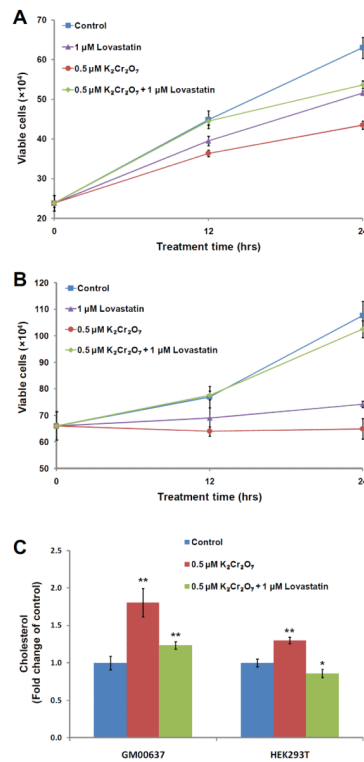 A
Viable cells (×10⁴)
70
60
50
40
30
20
Control
1 µM Lovastatin
0.5 µM K₂Cr₂O₇
0.5 µM K₂Cr₂O₇ + 1 µM Lovastatin
0 12 24
Treatment time (hrs)
B
Viable cells (×10⁴)
120
110
100
90
80
70
60
50
Control
1 µM Lovastatin
0.5 µM K₂Cr₂O₇
0.5 µM K₂Cr₂O₇ + 1 µM Lovastatin
0 12
Treatment time (hrs)
C
Cholesterol
(Fold change of control)
2.5
2.0
1.5
1.0
0.5
0.0
Control
0.5 µM K₂Cr₂O₇
0.5 µM K₂Cr₂O₇ + 1 µM Lovastatin
**
**
**
*
GM00637 HEK293T